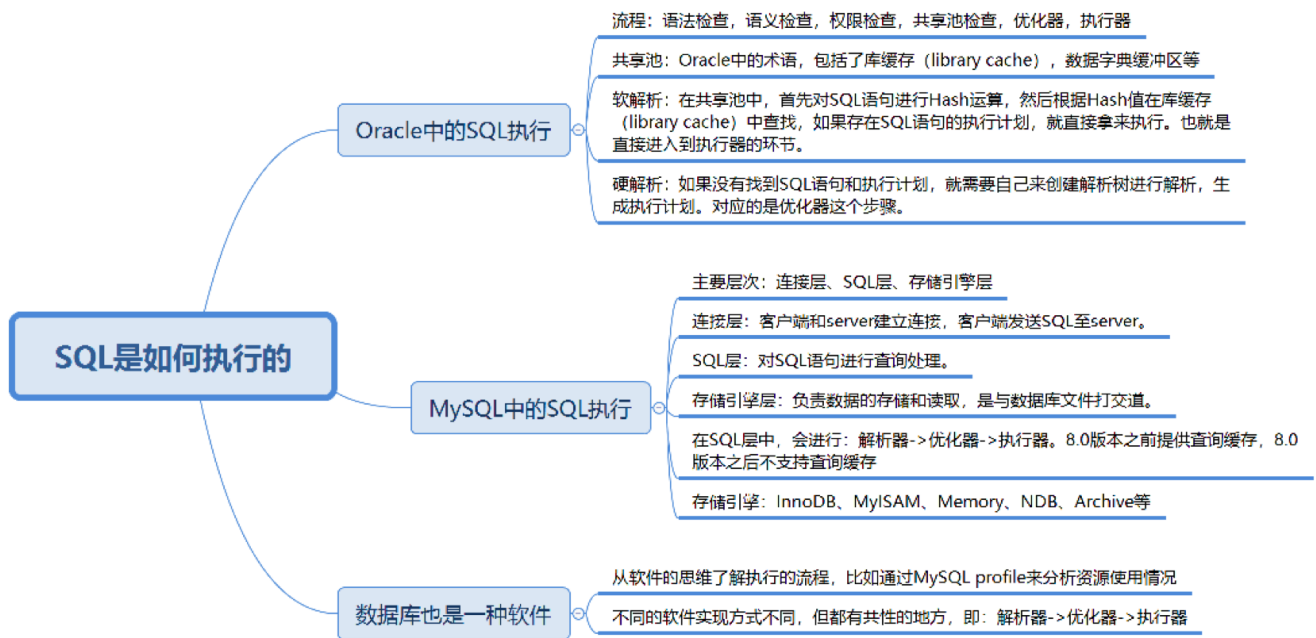 SQL是如何执行的
Oracle中的SQL执行
流程：语法检查，语义检查，权限检查，共享池检查，优化器，执行器
共享池：Oracle中的术语，包括了库缓存（library cache），数据字典缓冲区等
软解析：在共享池中，首先对SQL语句进行Hash运算，然后根据Hash值在库缓存
（library cache）中查找，如果存在SQL语句的执行计划，就直接拿来执行。也就是
直接进入到执行器的环节。
硬解析：如果没有找到SQL语句和执行计划，就需要自己来创建解析树进行解析，生
成执行计划。对应的是优化器这个步骤。
MySQL中的SQL执行
主要层次：连接层、SQL层、存储引擎层
连接层：客户端和server建立连接，客户端发送SQL至server。
SQL层：对SQL语句进行查询处理。
存储引擎层：负责数据的存储和读取，是与数据库文件打交道。
在SQL层中，会进行：解析器->优化器->执行器。8.0版本之前提供查询缓存，8.0
版本之后不支持查询缓存
存储引擎：InnoDB、MyISAM、Memory、NDB、Archive等
数据库也是一种软件
从软件的思维了解执行的流程，比如通过MySQL profile来分析资源使用情况
不同的软件实现方式不同，但都有共性的地方，即：解析器->优化器->执行器